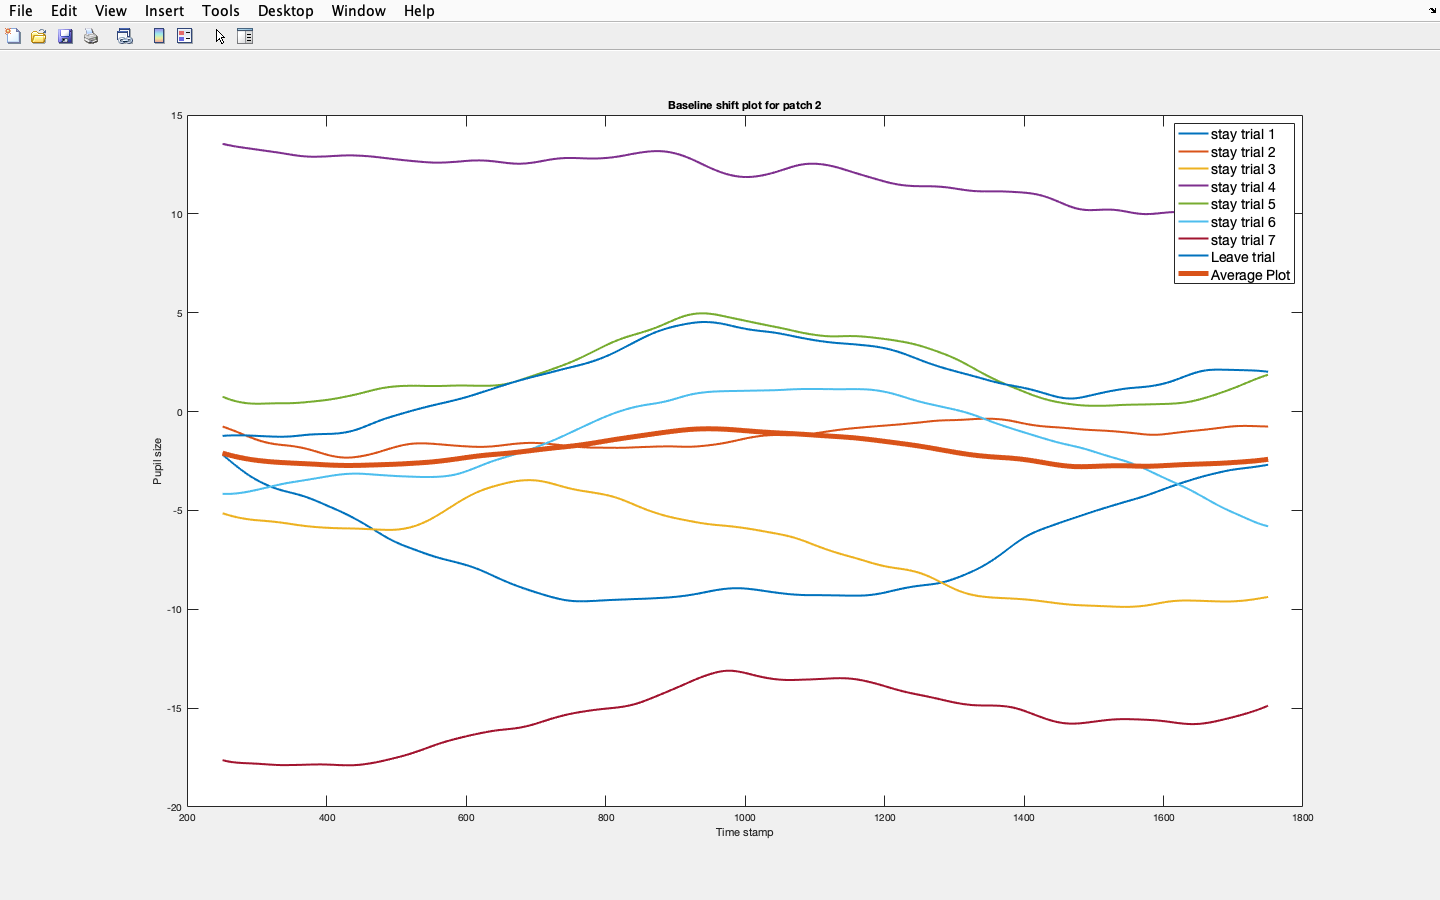 File Edit View Insert Tools Desktop Window Help
Baseline shift plot for patch 2
15
10
5
0
-5
-10
-15
-20
Pupil size
200 400 600 800 1000 1200 1400 1600 1800
Time stamp
stay trial 1
stay trial 2
stay trial 3
stay trial 4
stay trial 5
stay trial 6
stay trial 7
Leave trial
Average Plot